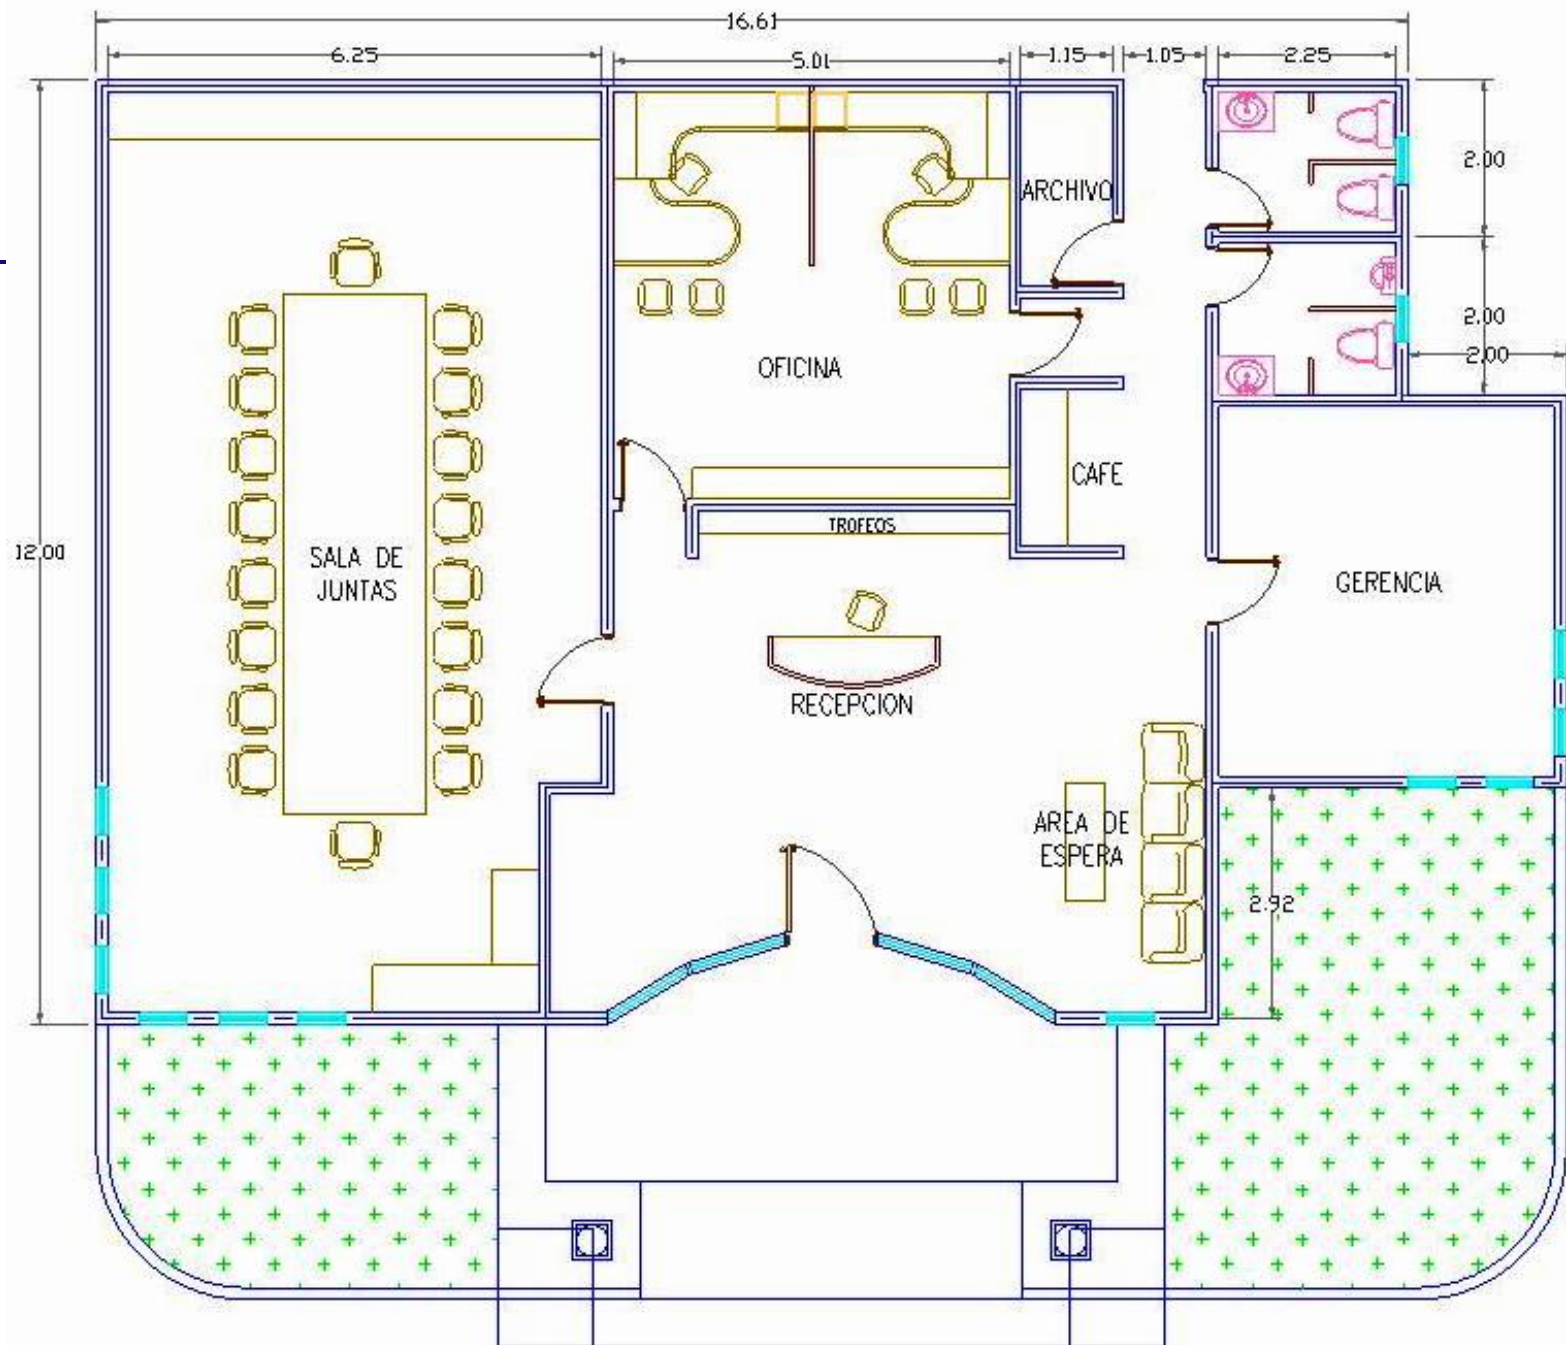 16.61
6.25
5.01
1.15
1.05
2.25
2.00
ARCHIVO
2.00
2.00
OFICINA
CAFE
TROFEOS
12.00
SALA DE
JUNTAS
GERENCIA
RECEPCION
AREA DE
ESPERA
2.92